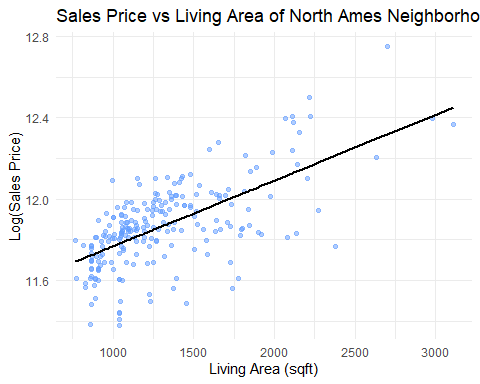 Sales Price vs Living Area of North Ames Neighborho
12.8
12.4
12.0
11.6
Log(Sales Price)
1000 1500 2000 2500 3000
Living Area (sqft)